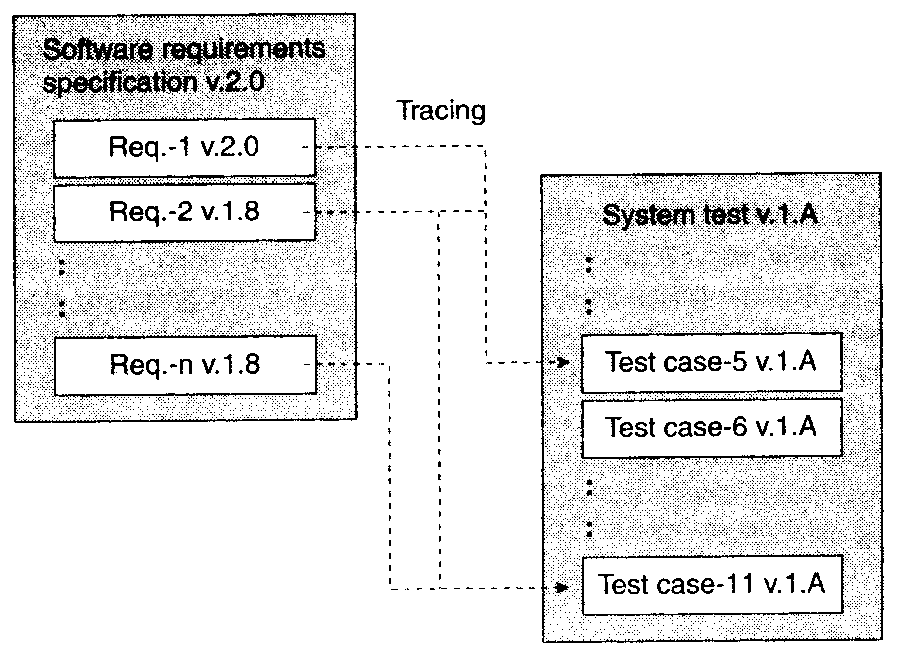 Software requirements
specification v.2.0
Req.-1 v.2.0
Req.-2 v.1.8
Req.-n v.1.8
Tracing
System test v.1.A
Test case-5 v.1.A
Test case-6 v.1.A
Test case-11 v.1.A